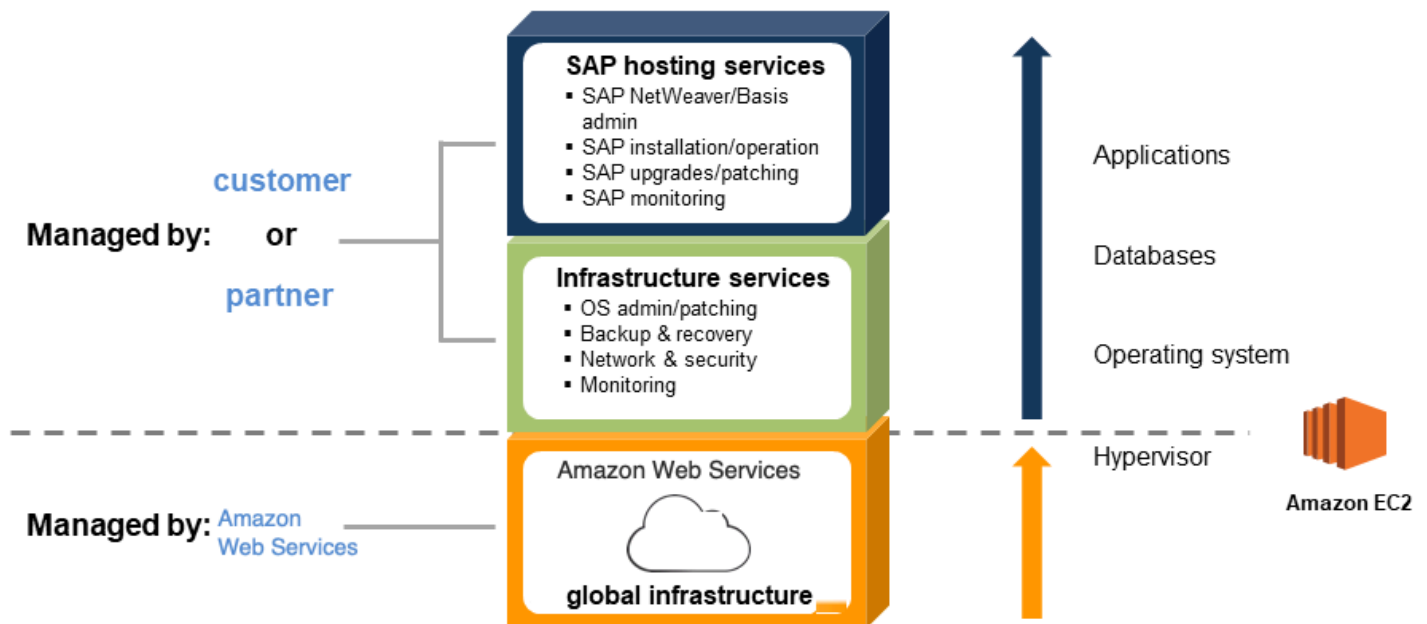 SAP hosting services
▪ SAP NetWeaver/Basis
admin
▪ SAP installation/operation
▪ SAP upgrades/patching
▪ SAP monitoring
customer
Managed by: or
partner
Infrastructure services
▪ OS admin/patching
▪ Backup & recovery
▪ Network & security
▪ Monitoring
Applications
Databases
Operating system
Hypervisor
Amazon EC2
Managed by: Amazon
Web Services
Amazon Web Services
global infrastructure